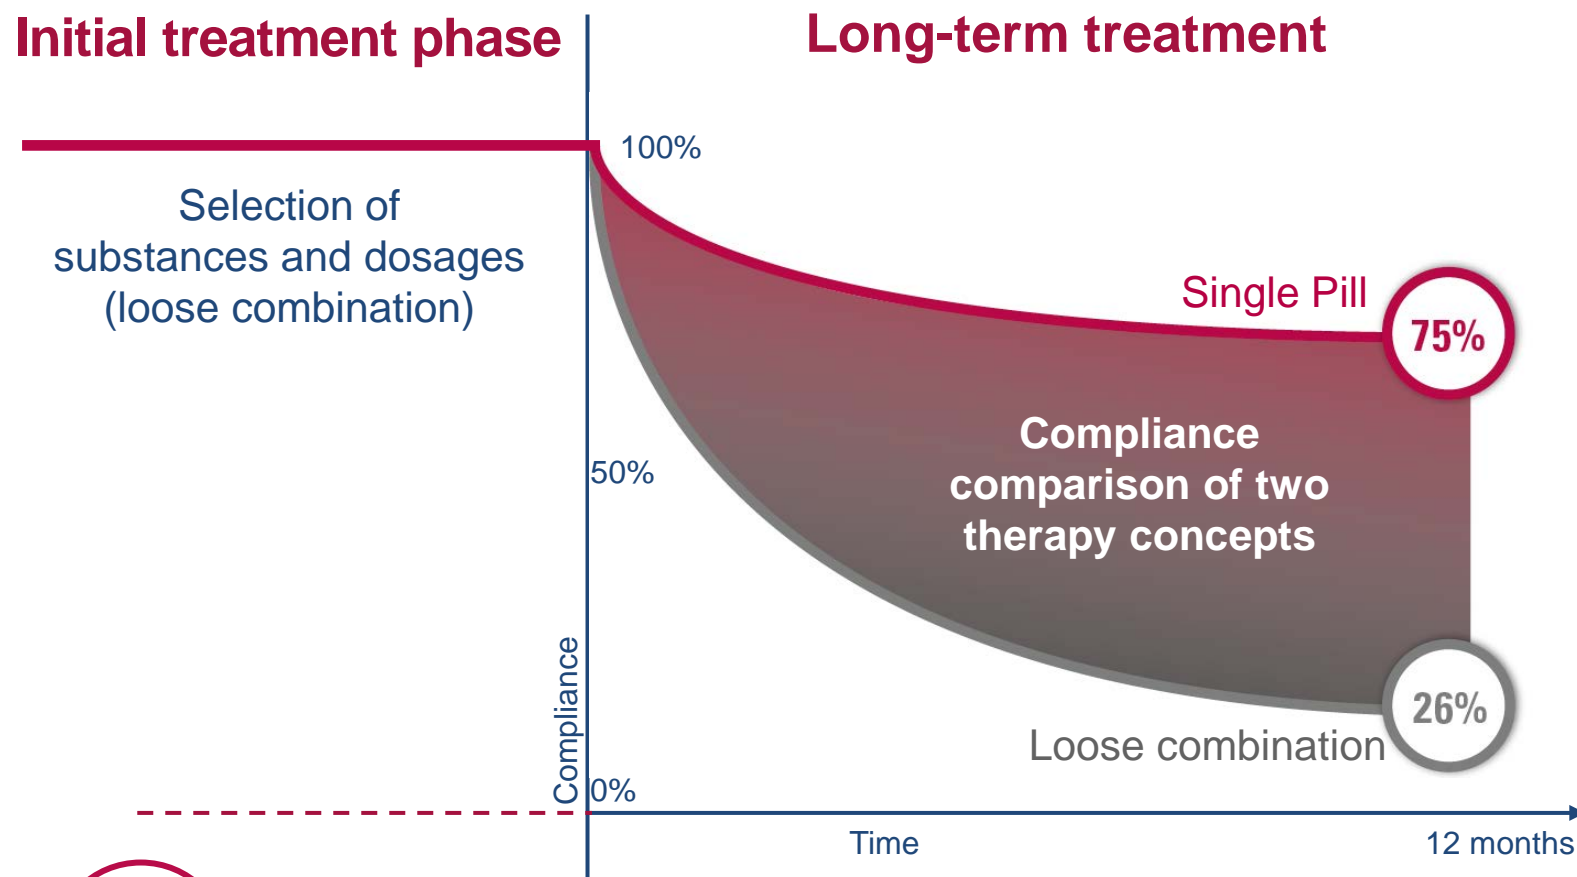 Initial treatment phase
Long-term treatment
100%
Selection of
substances and dosages
(loose combination)
Single Pill
75%
Compliance
comparison of two
therapy concepts
50%
26%
Loose combination
Compliance
0%
Time
12 months